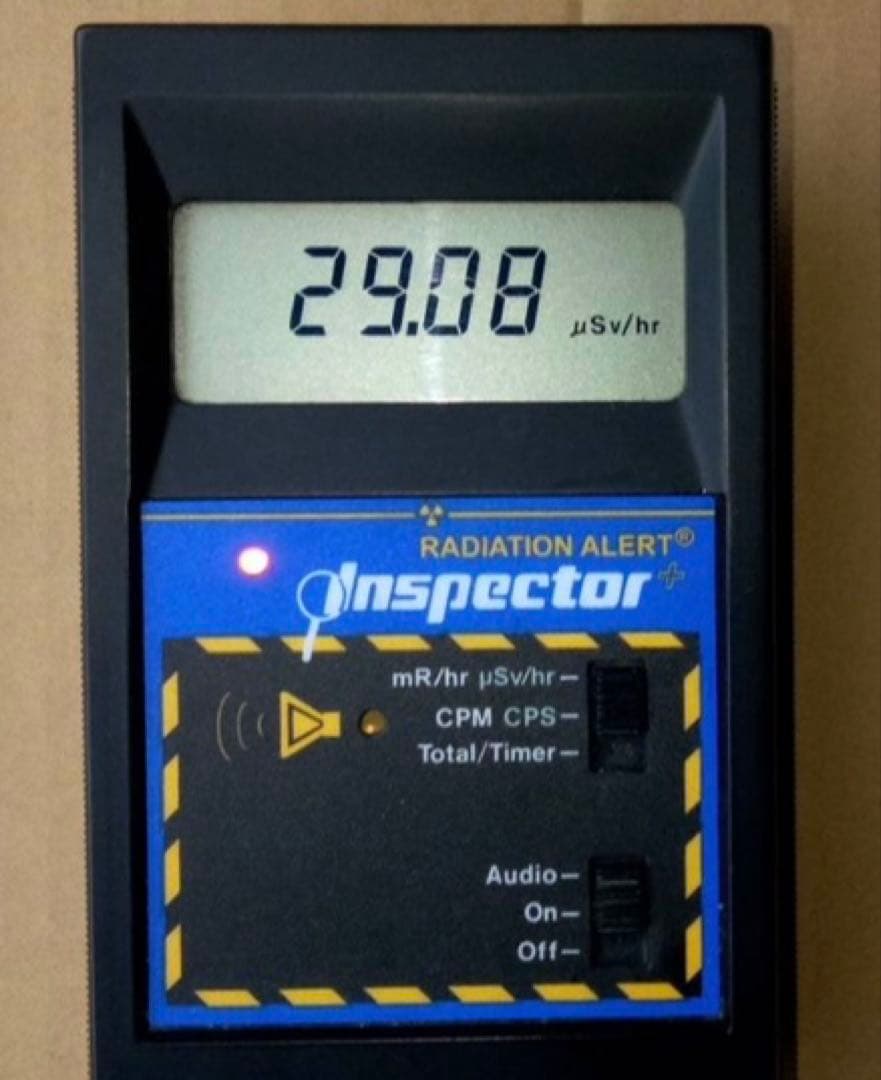 29.08 μSv/hr
RADIATION ALERT®
Inspector+
mR/hr μSv/hr
CPM CPS
Total/Timer
Audio
On
Off